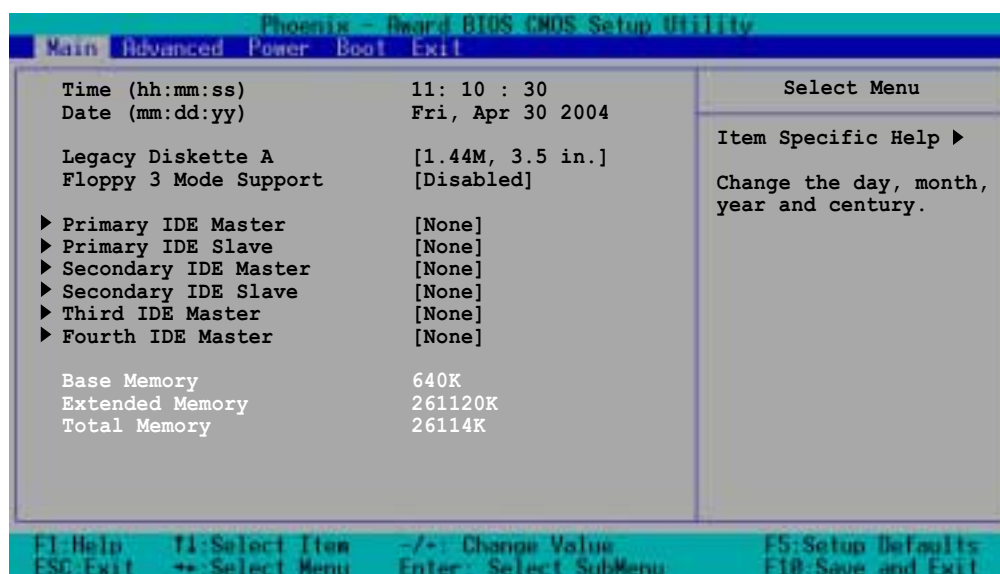 Phoenix - Award BIOS CMOS Setup Utility
Main Advanced Power Boot Exit
Time (hh:mm:ss) 11: 10 : 30
Date (mm:dd:yy) Fri, Apr 30 2004
Legacy Diskette A [1.44M, 3.5 in.]
Floppy 3 Mode Support [Disabled]
Primary IDE Master [None]
Primary IDE Slave [None]
Secondary IDE Master [None]
Secondary IDE Slave [None]
Third IDE Master [None]
Fourth IDE Master [None]
Base Memory 640K
Extended Memory 261120K
Total Memory 26114K
Select Menu
Item Specific Help
Change the day, month,
year and century.
F1:Help ↑↓:Select Item -/+: Change Value F5:Setup Defaults
ESC:Exit ←→:Select Menu Enter: Select SubMenu F10:Save and Exit